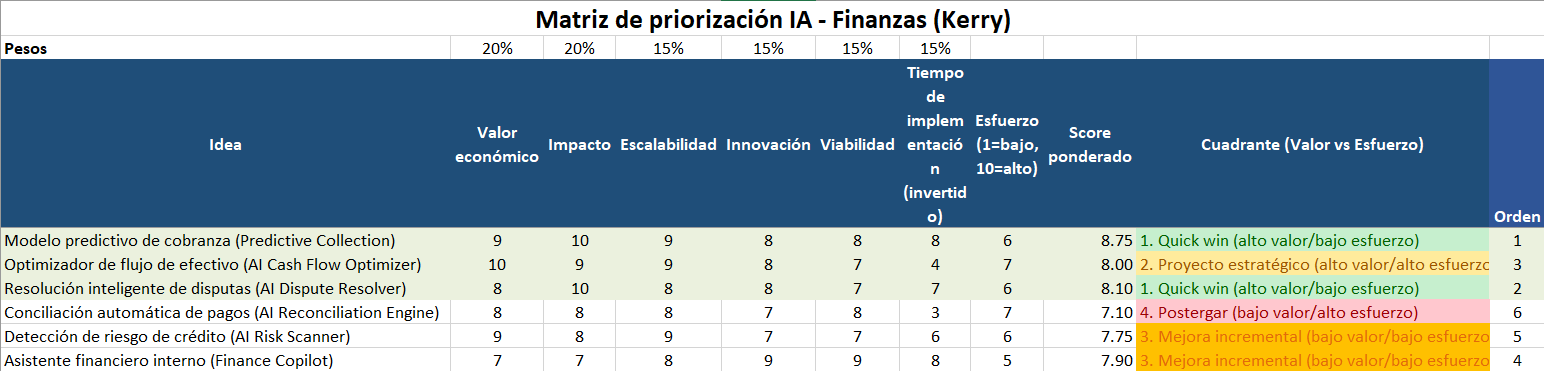 Matriz de priorización IA - Finanzas (Kerry)
Pesos 20% 20% 15% 15% 15% 15%
Idea Valor económico Impacto Escalabilidad Innovación Viabilidad Tiempo de implementación (invertido) Esfuerzo (1=bajo, 10=alto) Score ponderado Cuadrante (Valor vs Esfuerzo) Orden
Modelo predictivo de cobranza (Predictive Collection) 9 10 9 8 8 8 6 8.75 1. Quick win (alto valor/bajo esfuerzo) 1
Optimizador de flujo de efectivo (AI Cash Flow Optimizer) 10 9 9 8 7 4 7 8.00 2. Proyecto estratégico (alto valor/alto esfuerzo 3
Resolución inteligente de disputas (AI Dispute Resolver) 8 10 8 8 7 7 6 8.10 1. Quick win (alto valor/bajo esfuerzo) 2
Conciliación automática de pagos (AI Reconciliation Engine) 8 8 8 7 8 3 7 7.10 4. Postergar (bajo valor/alto esfuerzo) 6
Detección de riesgo de crédito (AI Risk Scanner) 9 8 9 7 7 6 6 7.75 3. Mejora incremental (bajo valor/bajo esfuerzo 5
Asistente financiero interno (Finance Copilot) 7 7 8 9 9 8 5 7.90 3. Mejora incremental (bajo valor/bajo esfuerzo 4